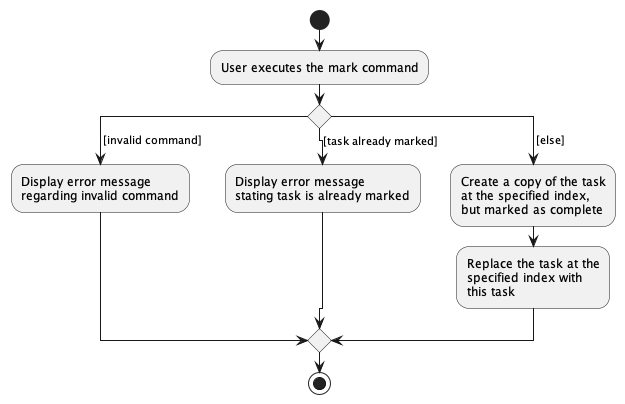 User executes the mark command
[invalid command]
[task already marked]
[else]
Display error message
regarding invalid command
Display error message
stating task is already marked
Create a copy of the task
at the specified index,
but marked as complete
Replace the task at the
specified index with
this task